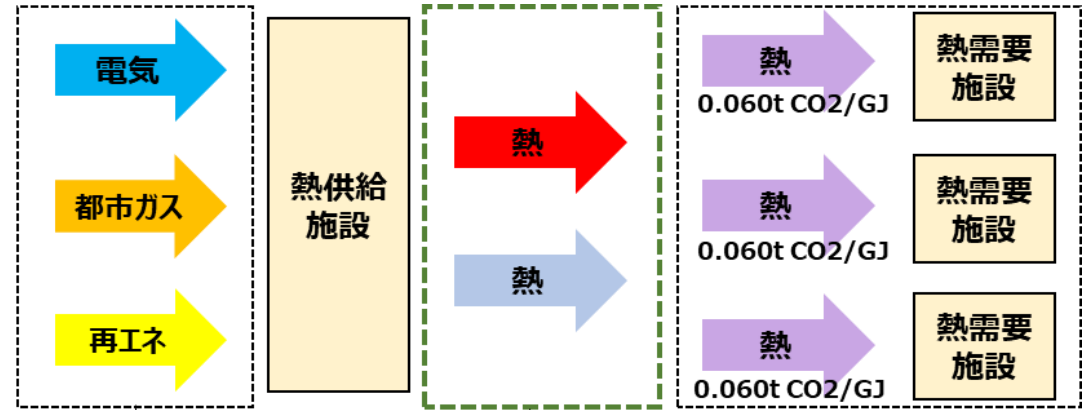 電気
都市ガス
再エネ
熱供給
施設
熱
熱
熱
0.060t CO2/GJ
熱需要
施設
熱
0.060t CO2/GJ
熱需要
施設
熱
0.060t CO2/GJ
熱需要
施設